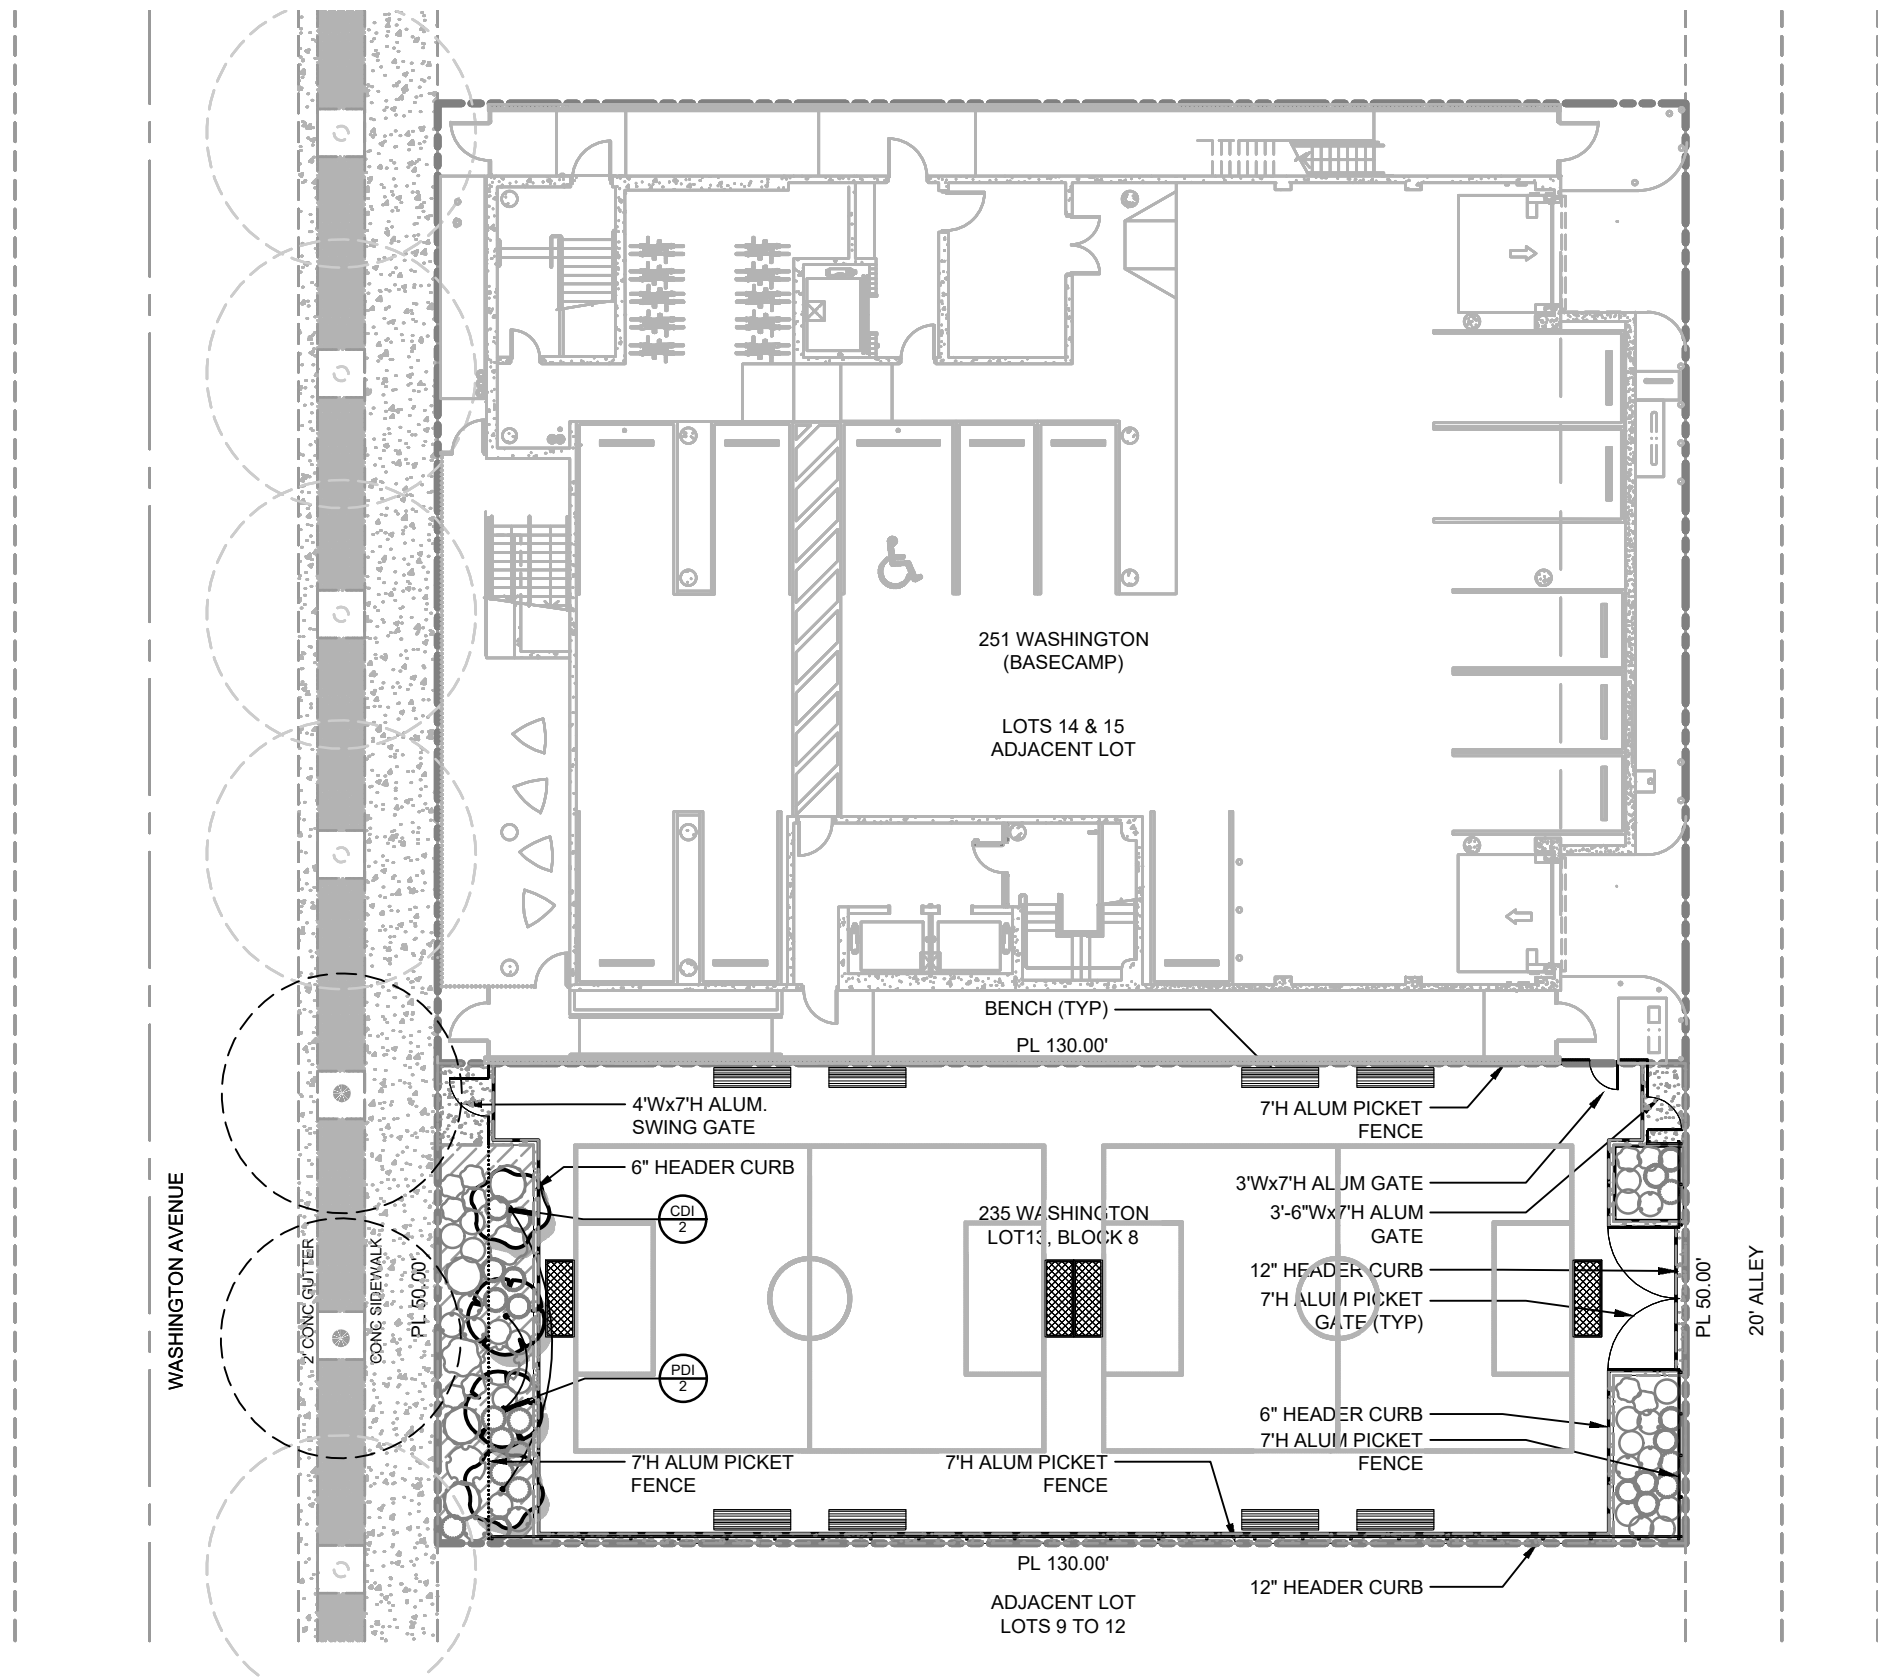 251 WASHINGTON
(BASECAMP)
LOTS 14 & 15
ADJACENT LOT
BENCH (TYP)
PL 130.00'
4'Wx7'H ALUM.
SWING GATE
7'H ALUM PICKET
FENCE
6" HEADER CURB
3'Wx7'H ALUM GATE
CDI
2
235 WASHINGTON
LOT13, BLOCK 8
3'-6"Wx7'H ALUM
GATE
12" HEADER CURB
7'H ALUM PICKET
GATE (TYP)
WASHINGTON AVENUE
2' CONC GUTTER
CONC SIDEWALK
PL 50.00'
PL 50.00'
20' ALLEY
PDI
2
6" HEADER CURB
7'H ALUM PICKET
FENCE
7'H ALUM PICKET
FENCE
7'H ALUM PICKET
FENCE
PL 130.00'
12" HEADER CURB
ADJACENT LOT
LOTS 9 TO 12